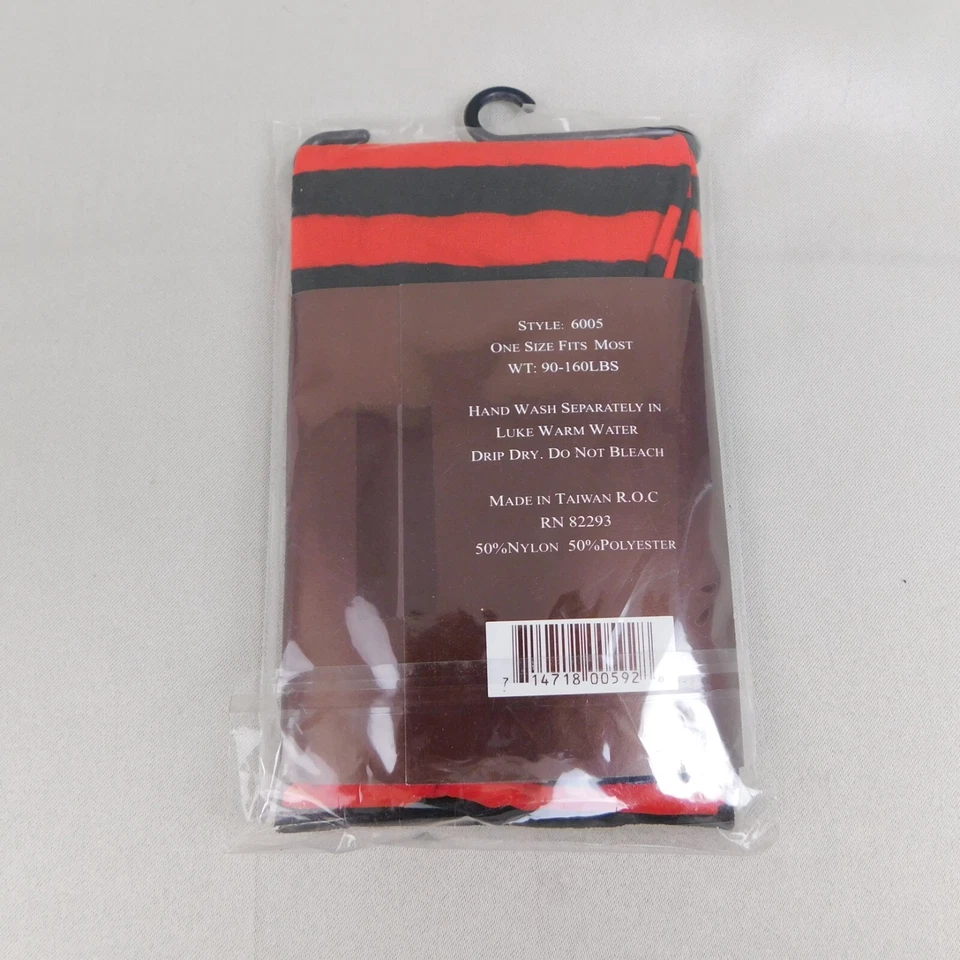 STYLE: 6005
ONE SIZE FITS MOST
WT: 90-160LBS
HAND WASH SEPARATELY IN
LUKE WARM WATER
DRIP DRY. DO NOT BLEACH
MADE IN TAIWAN R.O.C
RN 82293
50%NYLON 50%POLYESTER
7 14718 00592